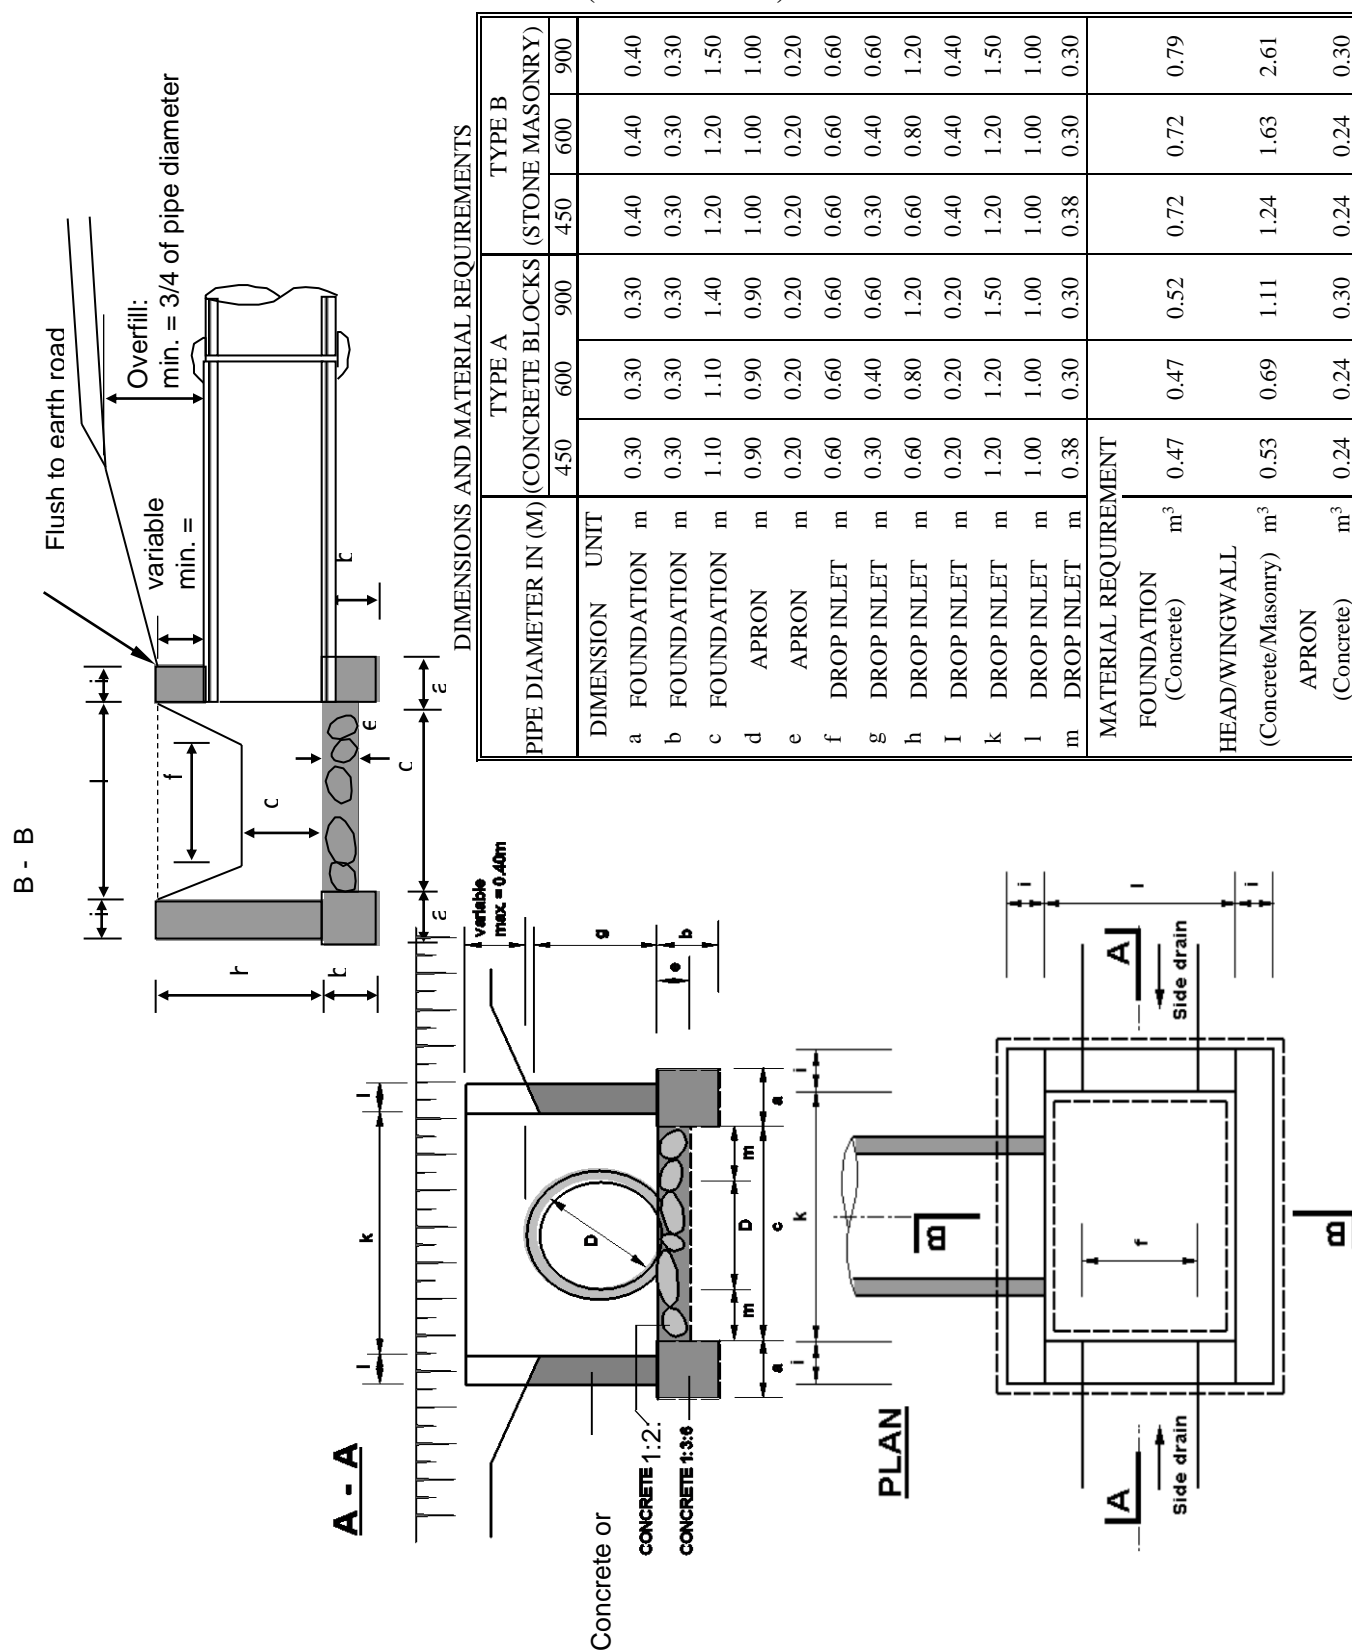 B - B
Flush to earth road
variable
min. =
Overfill:
min. = 3/4 of pipe diameter
i
l
i
f
c
h
b
b
e
a
c
a
A - A
l
k
l
variable
max. = 0.40m
g
b
e
D
m
D
m
a
c
a
Concrete or
CONCRETE 1:2:
CONCRETE 1:3:6
PLAN
i
k
i
i
l
i
f
A
A
Side drain
Side drain
B
B
DIMENSIONS AND MATERIAL REQUIREMENTS
PIPE DIAMETER IN (M) TYPE A (CONCRETE BLOCKS TYPE B (STONE MASONRY)
450 600 900 450 600 900
DIMENSION UNIT
a FOUNDATION m 0.30 0.30 0.30 0.40 0.40 0.40
b FOUNDATION m 0.30 0.30 0.30 0.30 0.30 0.30
c FOUNDATION m 1.10 1.10 1.40 1.20 1.20 1.50
d APRON m 0.90 0.90 0.90 1.00 1.00 1.00
e APRON m 0.20 0.20 0.20 0.20 0.20 0.20
f DROP INLET m 0.60 0.60 0.60 0.60 0.60 0.60
g DROP INLET m 0.30 0.40 0.60 0.30 0.40 0.60
h DROP INLET m 0.60 0.80 1.20 0.60 0.80 1.20
I DROP INLET m 0.20 0.20 0.20 0.40 0.40 0.40
k DROP INLET m 1.20 1.20 1.50 1.20 1.20 1.50
l DROP INLET m 1.00 1.00 1.00 1.00 1.00 1.00
m DROP INLET m 0.38 0.30 0.30 0.38 0.30 0.30
MATERIAL REQUIREMENT
FOUNDATION
(Concrete) m³ 0.47 0.47 0.52 0.72 0.72 0.79
HEAD/WINGWALL
(Concrete/Masonry) m³ 0.53 0.69 1.11 1.24 1.63 2.61
APRON
(Concrete) m³ 0.24 0.24 0.30 0.24 0.24 0.30